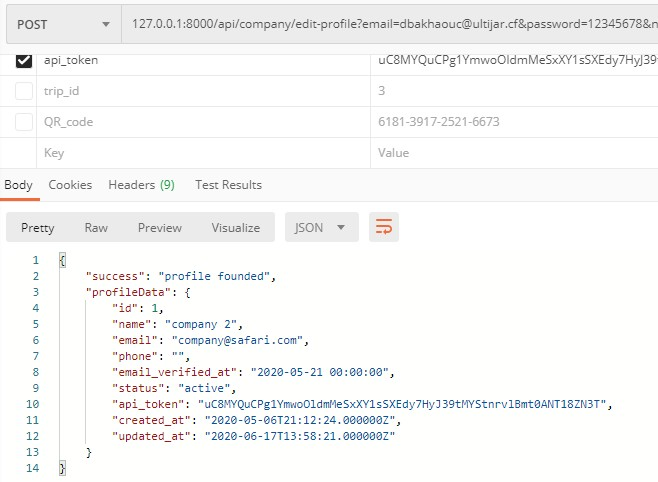 POST 127.0.0.1:8000/api/company/edit-profile?email=dbakhaouc@ultijar.cf&password=12345678&n
api_token uC8MYQuCPg1YmwoOldmMeSxXY1sSXEdy7HyJ39t
trip_id 3
QR_code 6181-3917-2521-6673
Key Value
Body Cookies Headers (9) Test Results
Pretty Raw Preview Visualize JSON
1 {
2 "success": "profile founded",
3 "profileData": {
4 "id": 1,
5 "name": "company 2",
6 "email": "company@safari.com",
7 "phone": "",
8 "email_verified_at": "2020-05-21 00:00:00",
9 "status": "active",
10 "api_token": "uC8MYQuCPg1YmwoOldmMeSxXY1sSXEdy7HyJ39tMYStnrvlBmt0ANT18ZN3T",
11 "created_at": "2020-05-06T21:12:24.000000Z",
12 "updated_at": "2020-06-17T13:58:21.000000Z"
13 }
14 }